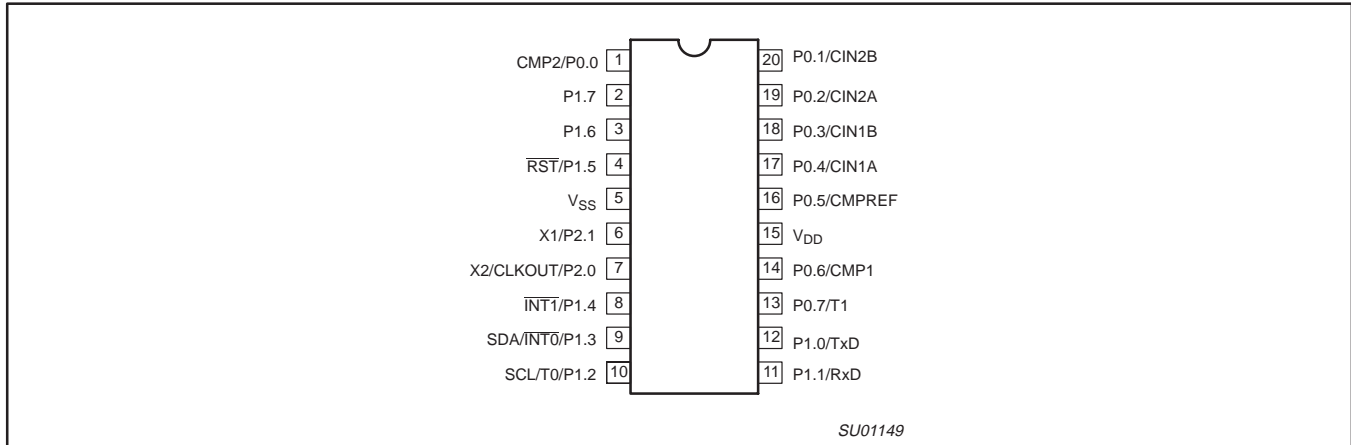 CMP2/P0.0 1 20 P0.1/CIN2B
P1.7 2 19 P0.2/CIN2A
P1.6 3 18 P0.3/CIN1B
R̅S̅T̅/P1.5 4 17 P0.4/CIN1A
VSS 5 16 P0.5/CMPREF
X1/P2.1 6 15 VDD
X2/CLKOUT/P2.0 7 14 P0.6/CMP1
I̅N̅T̅1̅/P1.4 8 13 P0.7/T1
SDA/I̅N̅T̅0̅/P1.3 9 12 P1.0/TxD
SCL/T0/P1.2 10 11 P1.1/RxD
SU01149